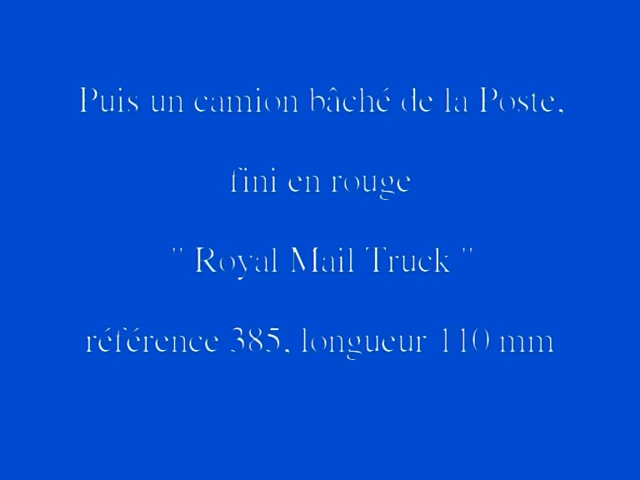 Puis un camion bâché de la Poste,
fini en rouge
" Royal Mail Truck "
référence 385, longueur 110 mm